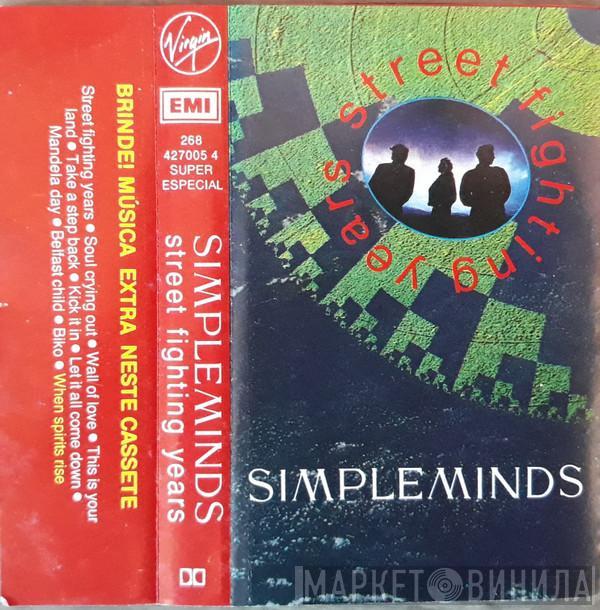 BRINDE! MÚSICA EXTRA NESTE CASSETE
Street fighting years ● Soul crying out ● Wall of love ● This is your
land ● Take a step back ● Kick it in ● Let it all come down ●
Mandela day ● Belfast child ● Biko ● When spirits rise
Virgin
EMI
268
427005 4
SUPER
ESPECIAL
SIMPLEMINDS
street fighting years
street fighting years
SIMPLEMINDS
МАРКЕТ ВИНИЛА